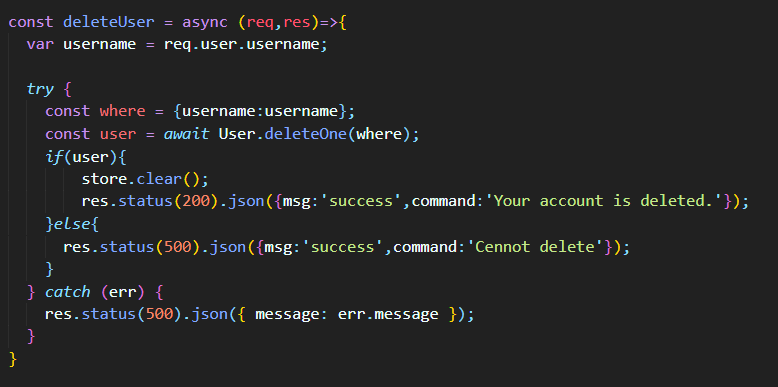 const deleteUser = async (req,res)=>{
  var username = req.user.username;

  try {
    const where = {username:username};
    const user = await User.deleteOne(where);
    if(user){
        store.clear();
        res.status(200).json({msg:'success',command:'Your account is deleted.'});
    }else{
      res.status(500).json({msg:'success',command:'Cennot delete'});
    }
  } catch (err) {
    res.status(500).json({ message: err.message });
  }
}